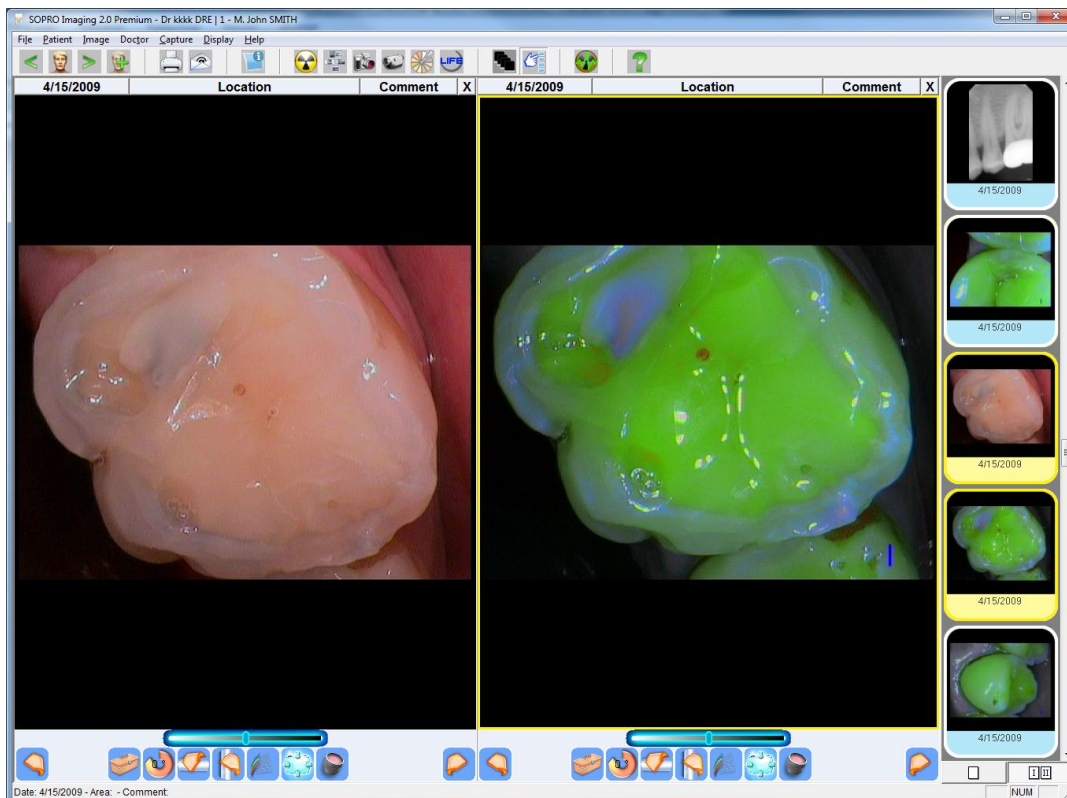 SOPRO Imaging 2.0 Premium - Dr kkkk DRE | 1 - M. John SMITH
File Patient Image Doctor Capture Display Help
LIFE
4/15/2009 Location Comment X
4/15/2009 Location Comment X
4/15/2009
4/15/2009
4/15/2009
4/15/2009
4/15/2009
I II
Date: 4/15/2009 - Area: - Comment:
NUM